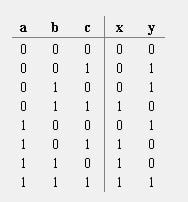 a b c x y
0 0 0 0 0
0 0 1 0 1
0 1 0 0 1
0 1 1 1 0
1 0 0 0 1
1 0 1 1 0
1 1 0 1 0
1 1 1 1 1